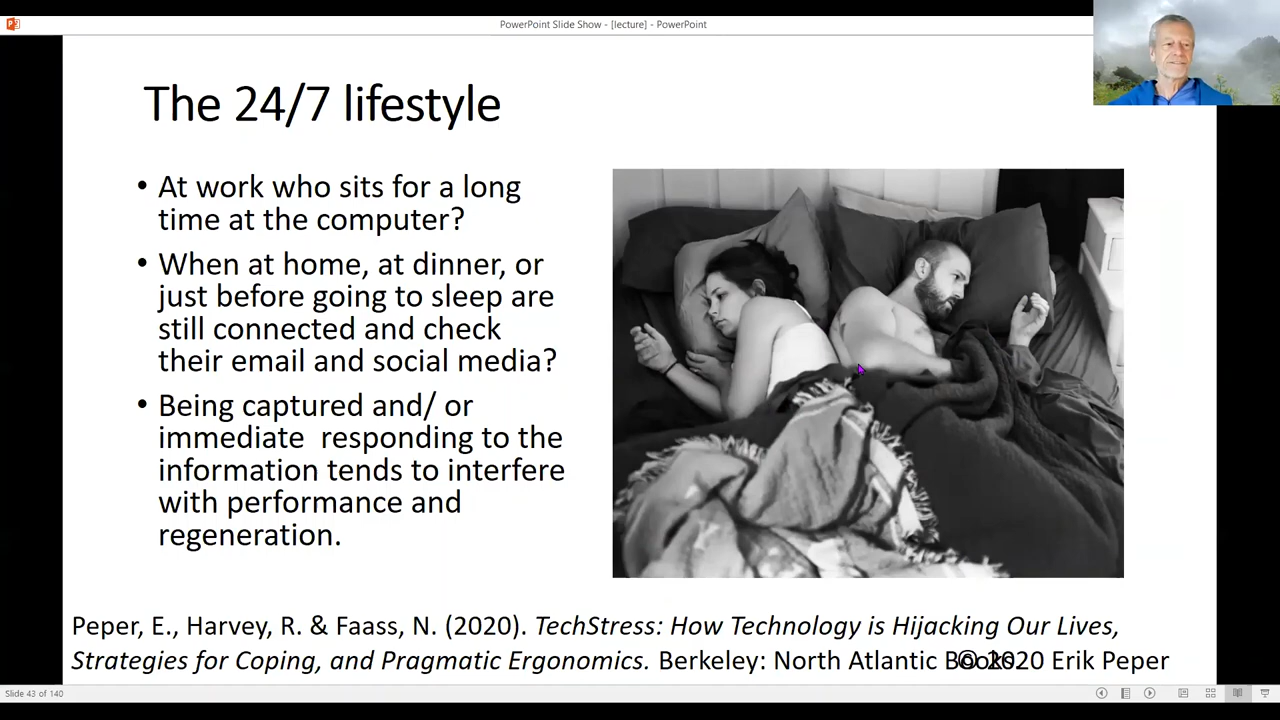 PowerPoint Slide Show - [lecture] - PowerPoint
The 24/7 lifestyle
• At work who sits for a long
time at the computer?
• When at home, at dinner, or
just before going to sleep are
still connected and check
their email and social media?
• Being captured and/ or
immediate  responding to the
information tends to interfere
with performance and
regeneration.
Peper, E., Harvey, R. & Faass, N. (2020). TechStress: How Technology is Hijacking Our Lives,
Strategies for Coping, and Pragmatic Ergonomics. Berkeley: North Atlantic Books. © 2020 Erik Peper
Slide 43 of 140